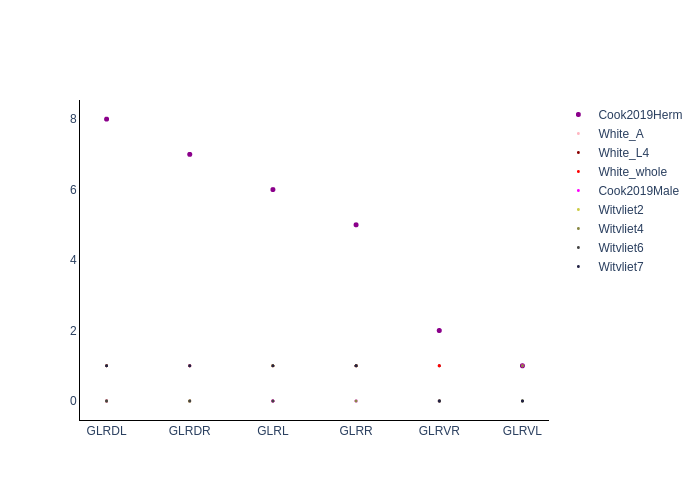 8
6
4
2
0
GLRDL GLRDR GLRL GLRR GLRVR GLRVL
Cook2019Herm
White_A
White_L4
White_whole
Cook2019Male
Witvliet2
Witvliet4
Witvliet6
Witvliet7